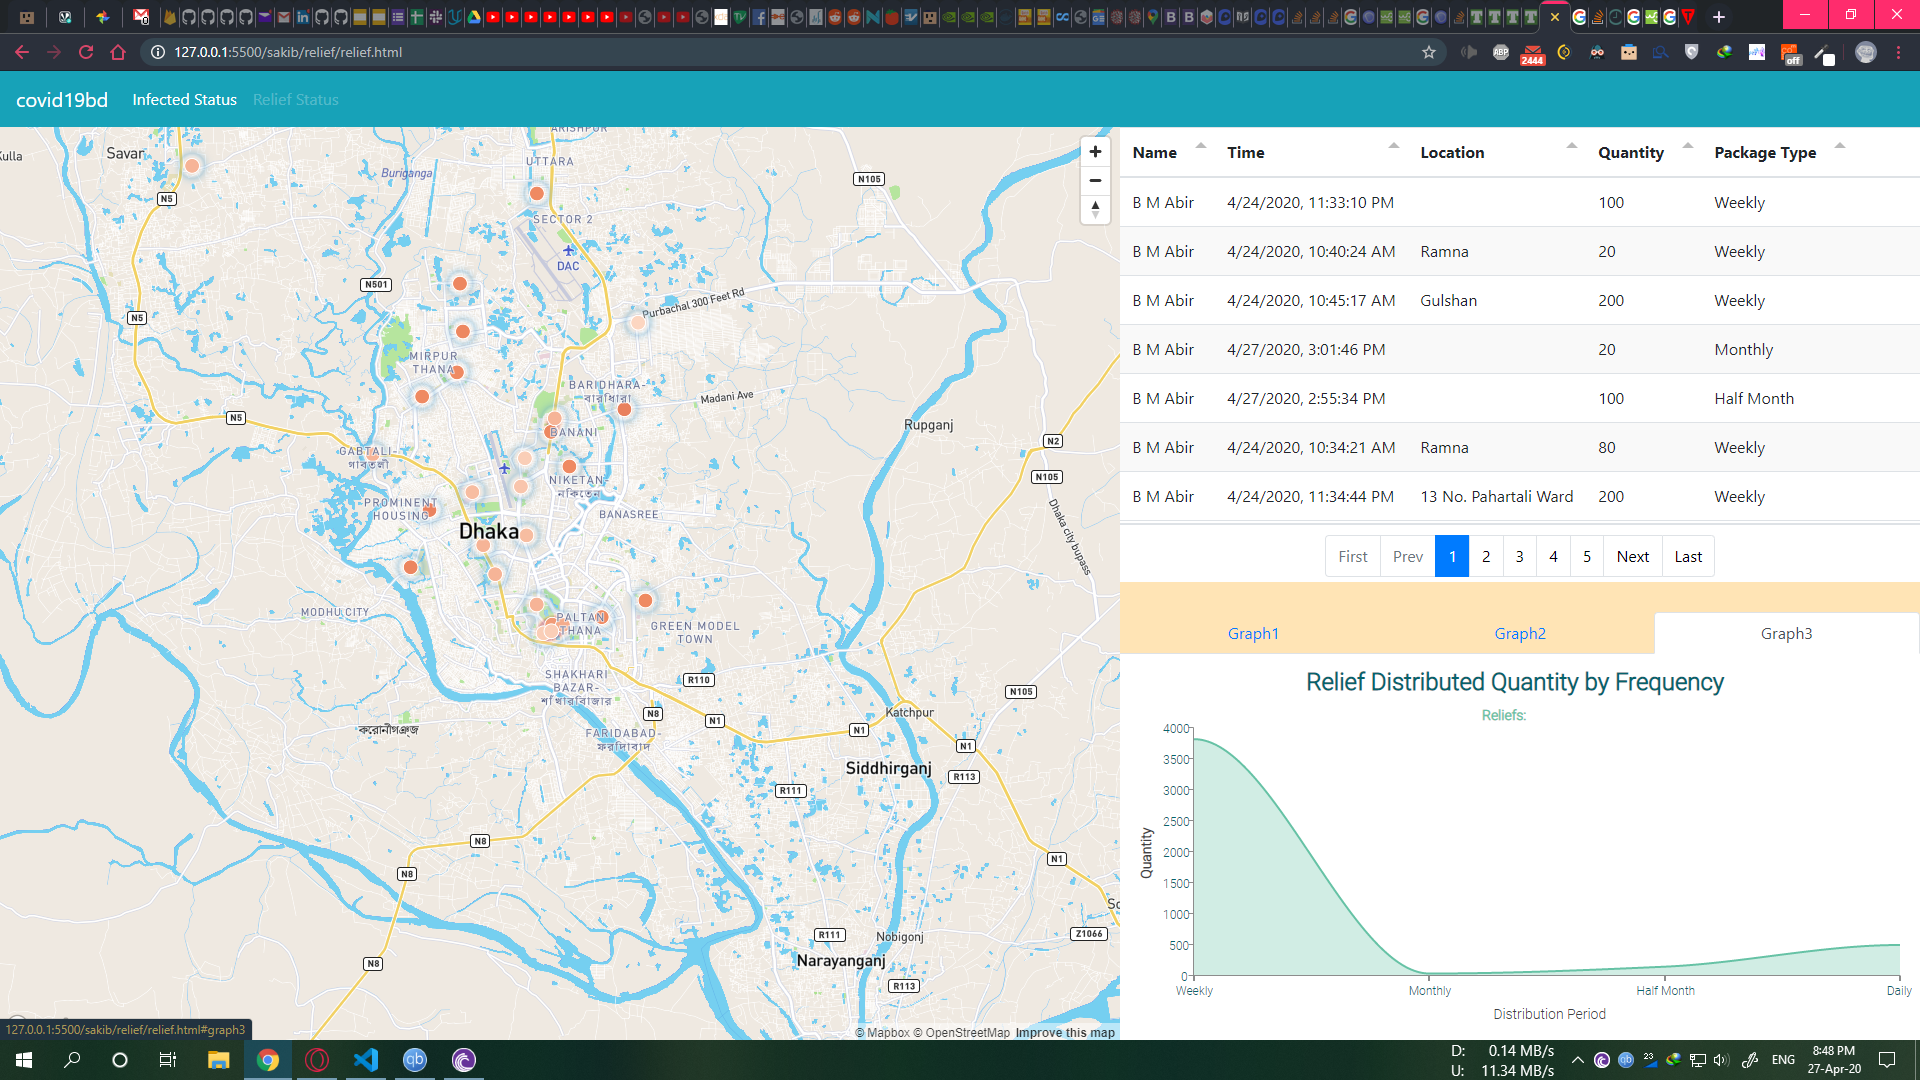 127.0.0.1:5500/sakib/relief/relief.html
2444
off
covid19bd Infected Status Relief Status
Name Time Location Quantity Package Type
B M Abir 4/24/2020, 11:33:10 PM 100 Weekly
B M Abir 4/24/2020, 10:40:24 AM Ramna 20 Weekly
B M Abir 4/24/2020, 10:45:17 AM Gulshan 200 Weekly
B M Abir 4/27/2020, 3:01:46 PM 20 Monthly
B M Abir 4/27/2020, 2:55:34 PM 100 Half Month
B M Abir 4/24/2020, 10:34:21 AM Ramna 80 Weekly
B M Abir 4/24/2020, 11:34:44 PM 13 No. Pahartali Ward 200 Weekly
First Prev 1 2 3 4 5 Next Last
Graph1 Graph2 Graph3
Relief Distributed Quantity by Frequency
Reliefs:
Quantity
4000
3500
3000
2500
2000
1500
1000
500
0
Weekly Monthly Half Month Daily
Distribution Period
ARISHPUR
Savar
UTTARA
Buriganga
N105
N5
SECTOR 2
DAC
N501
Purbachal 300 Feet Rd
N5
MIRPUR
THANA
BARIDHARA-
বারিধারা
Madani Ave
N5
Rupganj
BANANI
N2
GABTALI-
গাবতলী
N105
NIKETAN-
নিকেতন
PROMINENT
HOUSING
BANASREE
Dhaka
Dhaka city bupass
MODHU CITY
PALTAN
THANA
GREEN MODEL
TOWN
SHAKHARI
BAZAR-
শাঁখারিবাজার
R110
N105
N8
N1
Katchpur
N1
FARIDABAD-
ফরিদাবাদ
N1
Siddhirganj
R113
R111
N8
N1
N8
R111
Nobigonj
Z1066
Narayanganj
N8
R113
© Mapbox © OpenStreetMap Improve this map
127.0.0.1:5500/sakib/relief/relief.html#graph3
D: 0.14 MB/s
U: 11.34 MB/s
23
ENG
8:48 PM
27-Apr-20